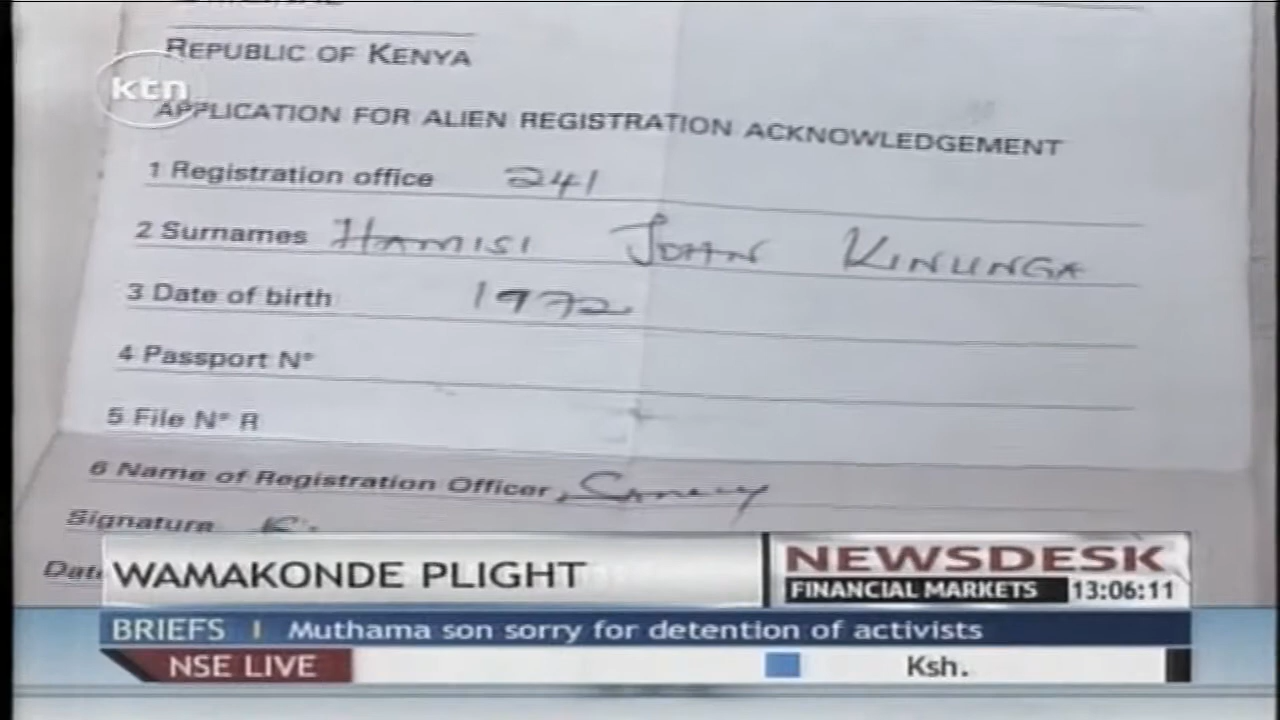 REPUBLIC OF KENYA
ktn
APPLICATION FOR ALIEN REGISTRATION ACKNOWLEDGEMENT
1 Registration office 241
2 Surnames HAMISI JOHN KINUNGA
3 Date of birth 1972
4 Passport N°
5 File N° R
6 Name of Registration Officer
Signature
WAMAKONDE PLIGHT
NEWSDESK
FINANCIAL MARKETS 13:06:11
BRIEFS | Muthama son sorry for detention of activists
NSE LIVE Ksh.